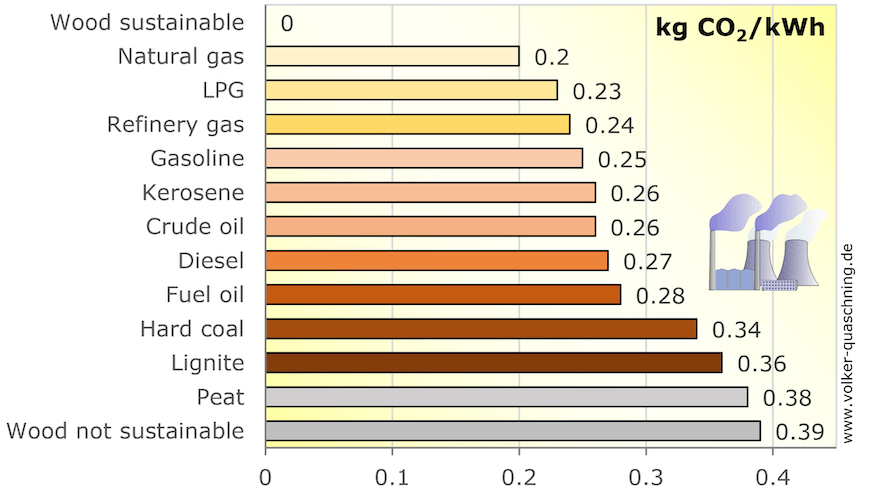 kg CO₂/kWh
Wood sustainable 0
Natural gas 0.2
LPG 0.23
Refinery gas 0.24
Gasoline 0.25
Kerosene 0.26
Crude oil 0.26
Diesel 0.27
Fuel oil 0.28
Hard coal 0.34
Lignite 0.36
Peat 0.38
Wood not sustainable 0.39
0 0.1 0.2 0.3 0.4
www.volker-quaschning.de